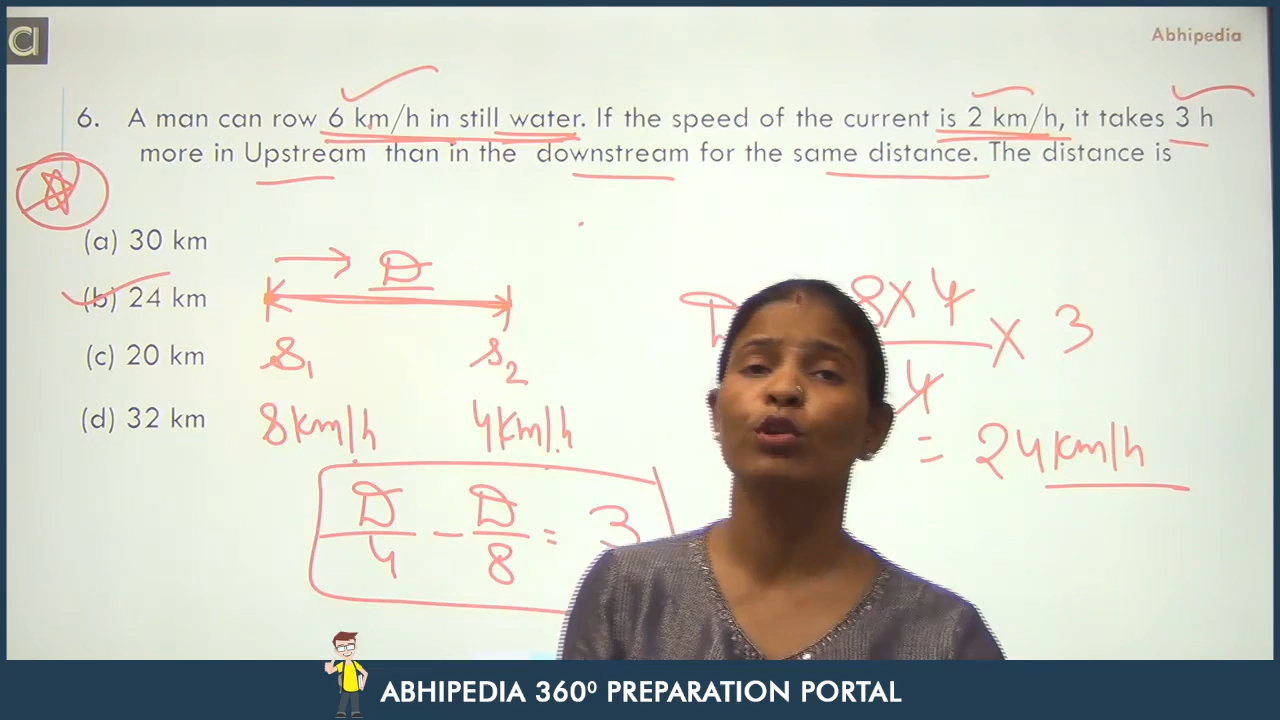 Abhipedia
6. A man can row 6 km/h in still water. If the speed of the current is 2 km/h, it takes 3 h
more in Upstream than in the downstream for the same distance. The distance is
(a) 30 km
(b) 24 km
(c) 20 km
(d) 32 km
D
S1 S2
8km/h 4km/h
D/4 - D/8 = 3
8 x 4 / 4 x 3
= 24km/h
ABHIPEDIA 360⁰ PREPARATION PORTAL